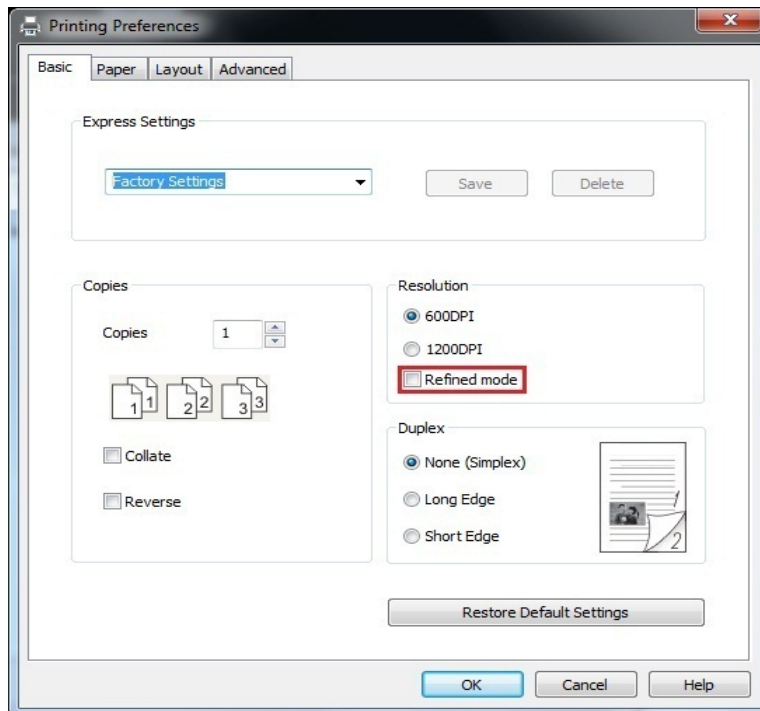 Printing Preferences
Basic Paper Layout Advanced
Express Settings
Factory Settings
Save
Delete
Copies
Copies 1
1 1 2 2 3 3
Collate
Reverse
Resolution
600DPI
1200DPI
Refined mode
Duplex
None (Simplex)
Long Edge
Short Edge
1
2
Restore Default Settings
OK Cancel Help